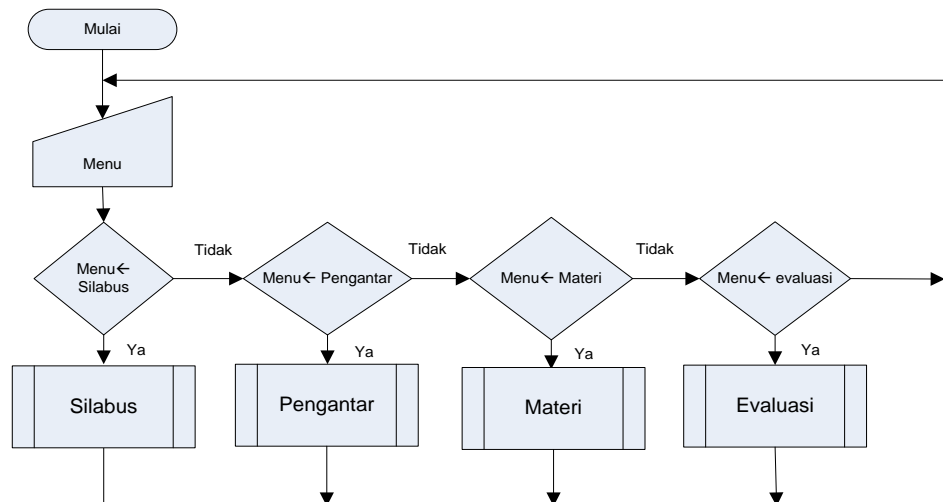 Mulai
Menu
Menu←
Silabus
Tidak
Menu← Pengantar
Tidak
Menu← Materi
Tidak
Menu← evaluasi
Ya
Ya
Ya
Ya
Silabus
Pengantar
Materi
Evaluasi